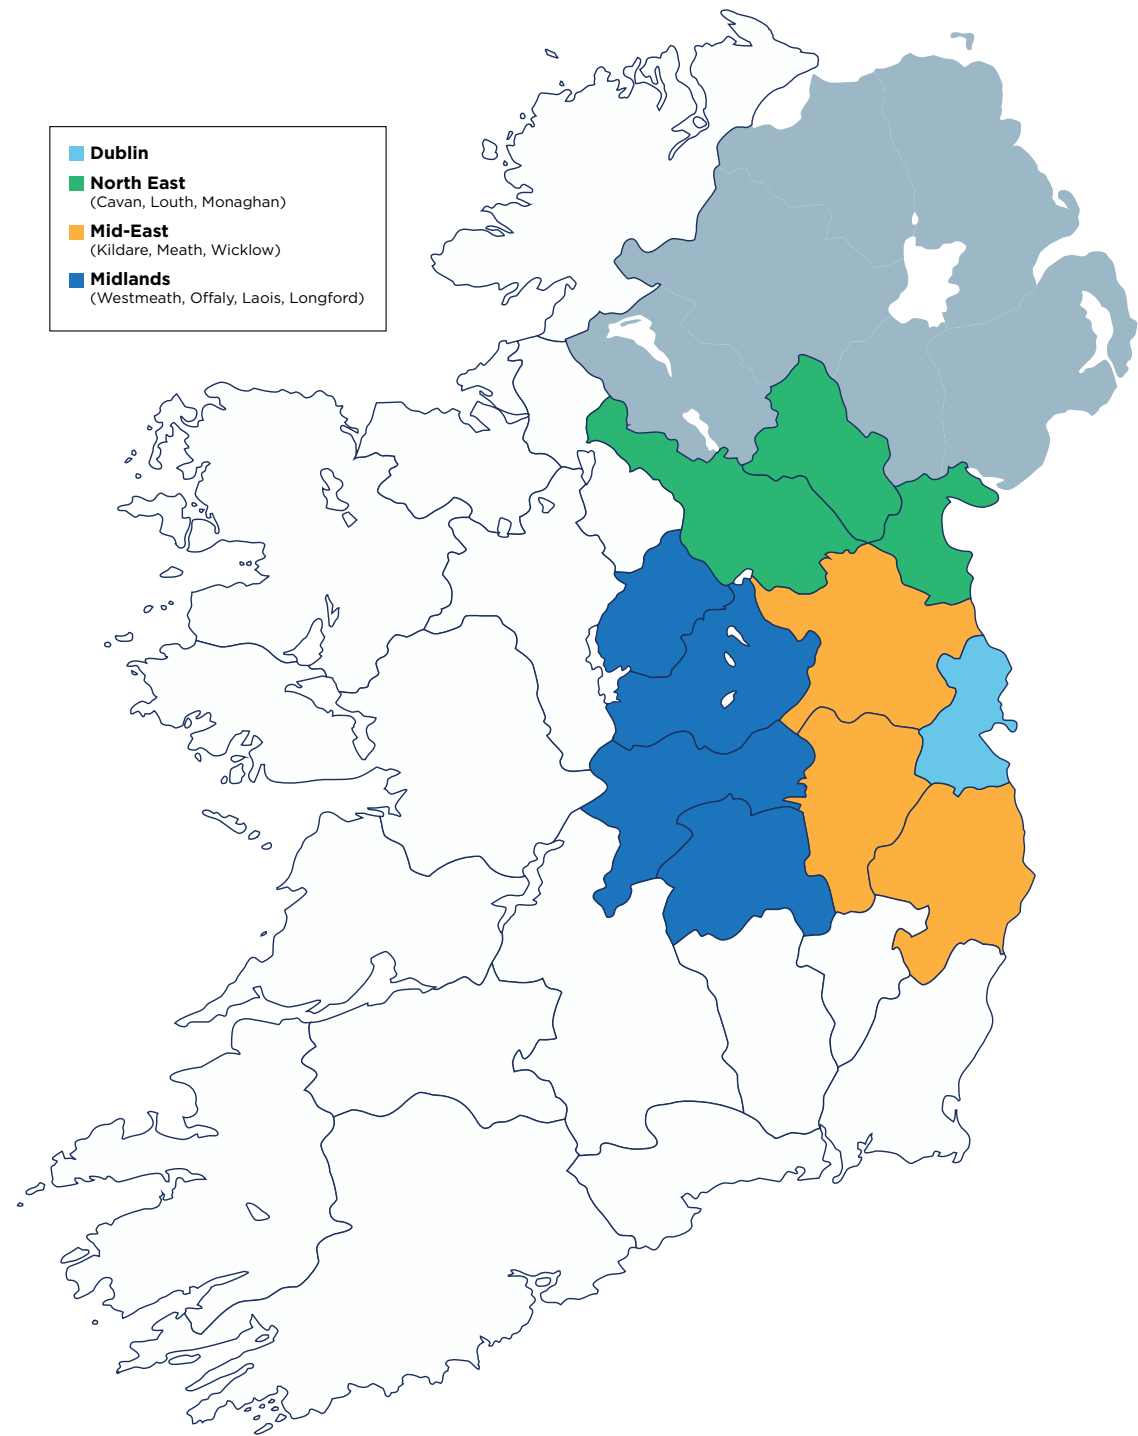 Dublin
North East
(Cavan, Louth, Monaghan)
Mid-East
(Kildare, Meath, Wicklow)
Midlands
(Westmeath, Offaly, Laois, Longford)